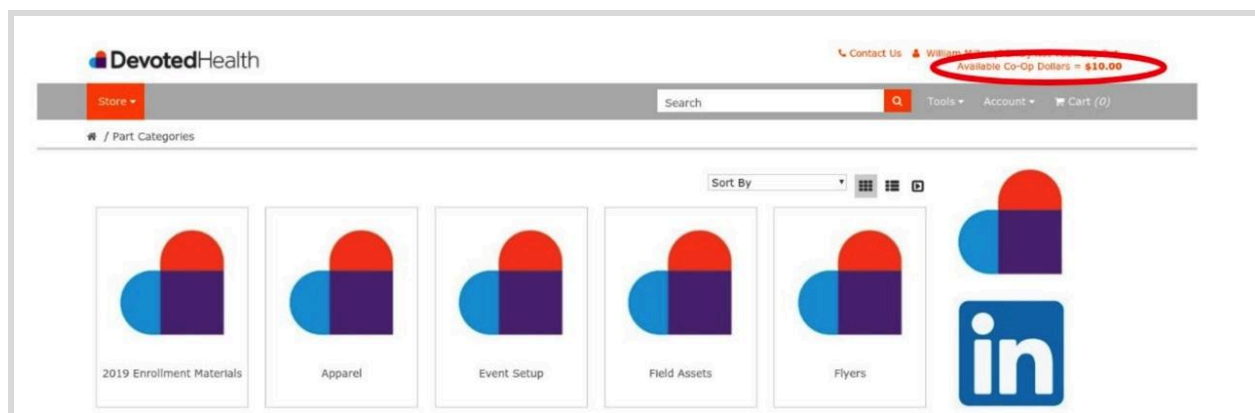 DevotedHealth
Contact Us William
Available Co-Op Dollars = $10.00
Store
Search
Tools Account Cart (0)
/ Part Categories
Sort By
2019 Enrollment Materials
Apparel
Event Setup
Field Assets
Flyers
in